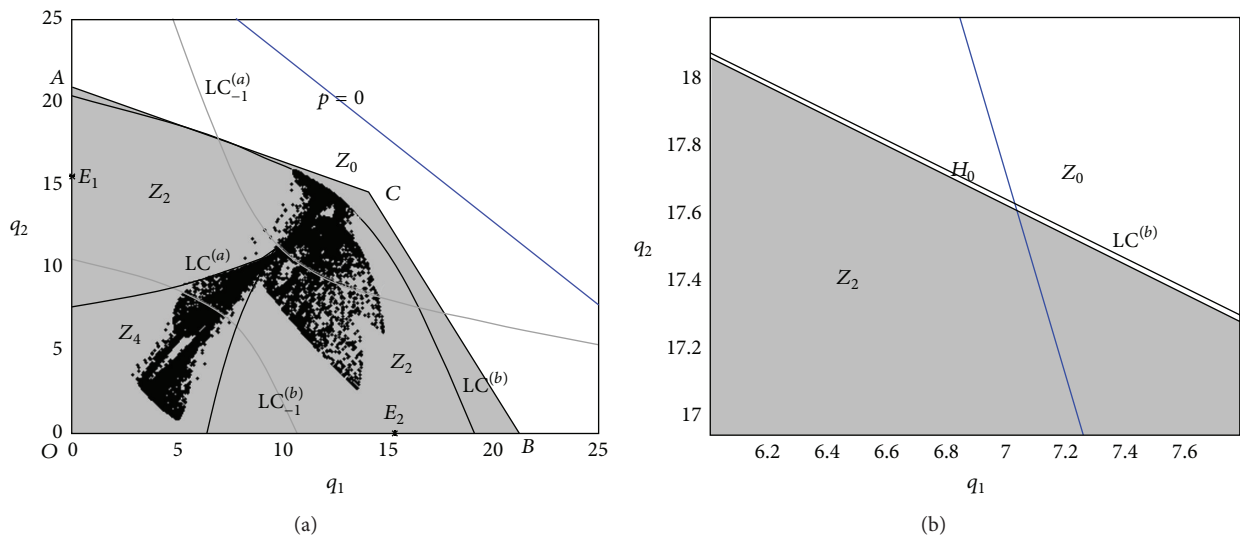 25
A
20
15
q₂
10
5
0
O
LC₋₁⁽ᵃ⁾
p = 0
Z₀
E₁
Z₂
C
LC⁽ᵃ⁾
Z₄
Z₂
LC⁽ᵇ⁾
LC₋₁⁽ᵇ⁾
E₂
0 5 10 15 20 B 25
q₁
(a)
18
17.8
17.6
q₂
17.4
17.2
17
H₀
Z₀
LC⁽ᵇ⁾
Z₂
6.2 6.4 6.6 6.8 7 7.2 7.4 7.6
q₁
(b)